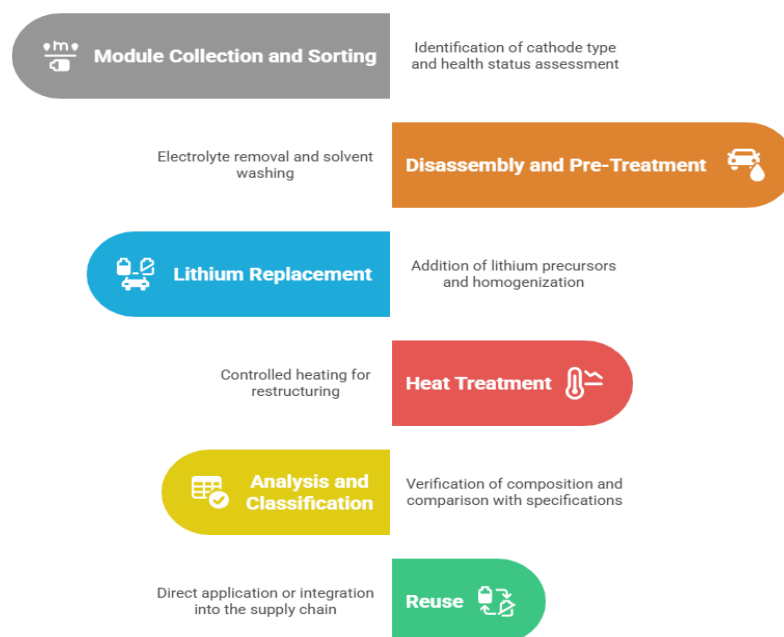 Module Collection and Sorting
Identification of cathode type
and health status assessment
Electrolyte removal and solvent
washing
Disassembly and Pre-Treatment
Lithium Replacement
Addition of lithium precursors
and homogenization
Controlled heating for
restructuring
Heat Treatment
Analysis and
Classification
Verification of composition and
comparison with specifications
Direct application or integration
into the supply chain
Reuse